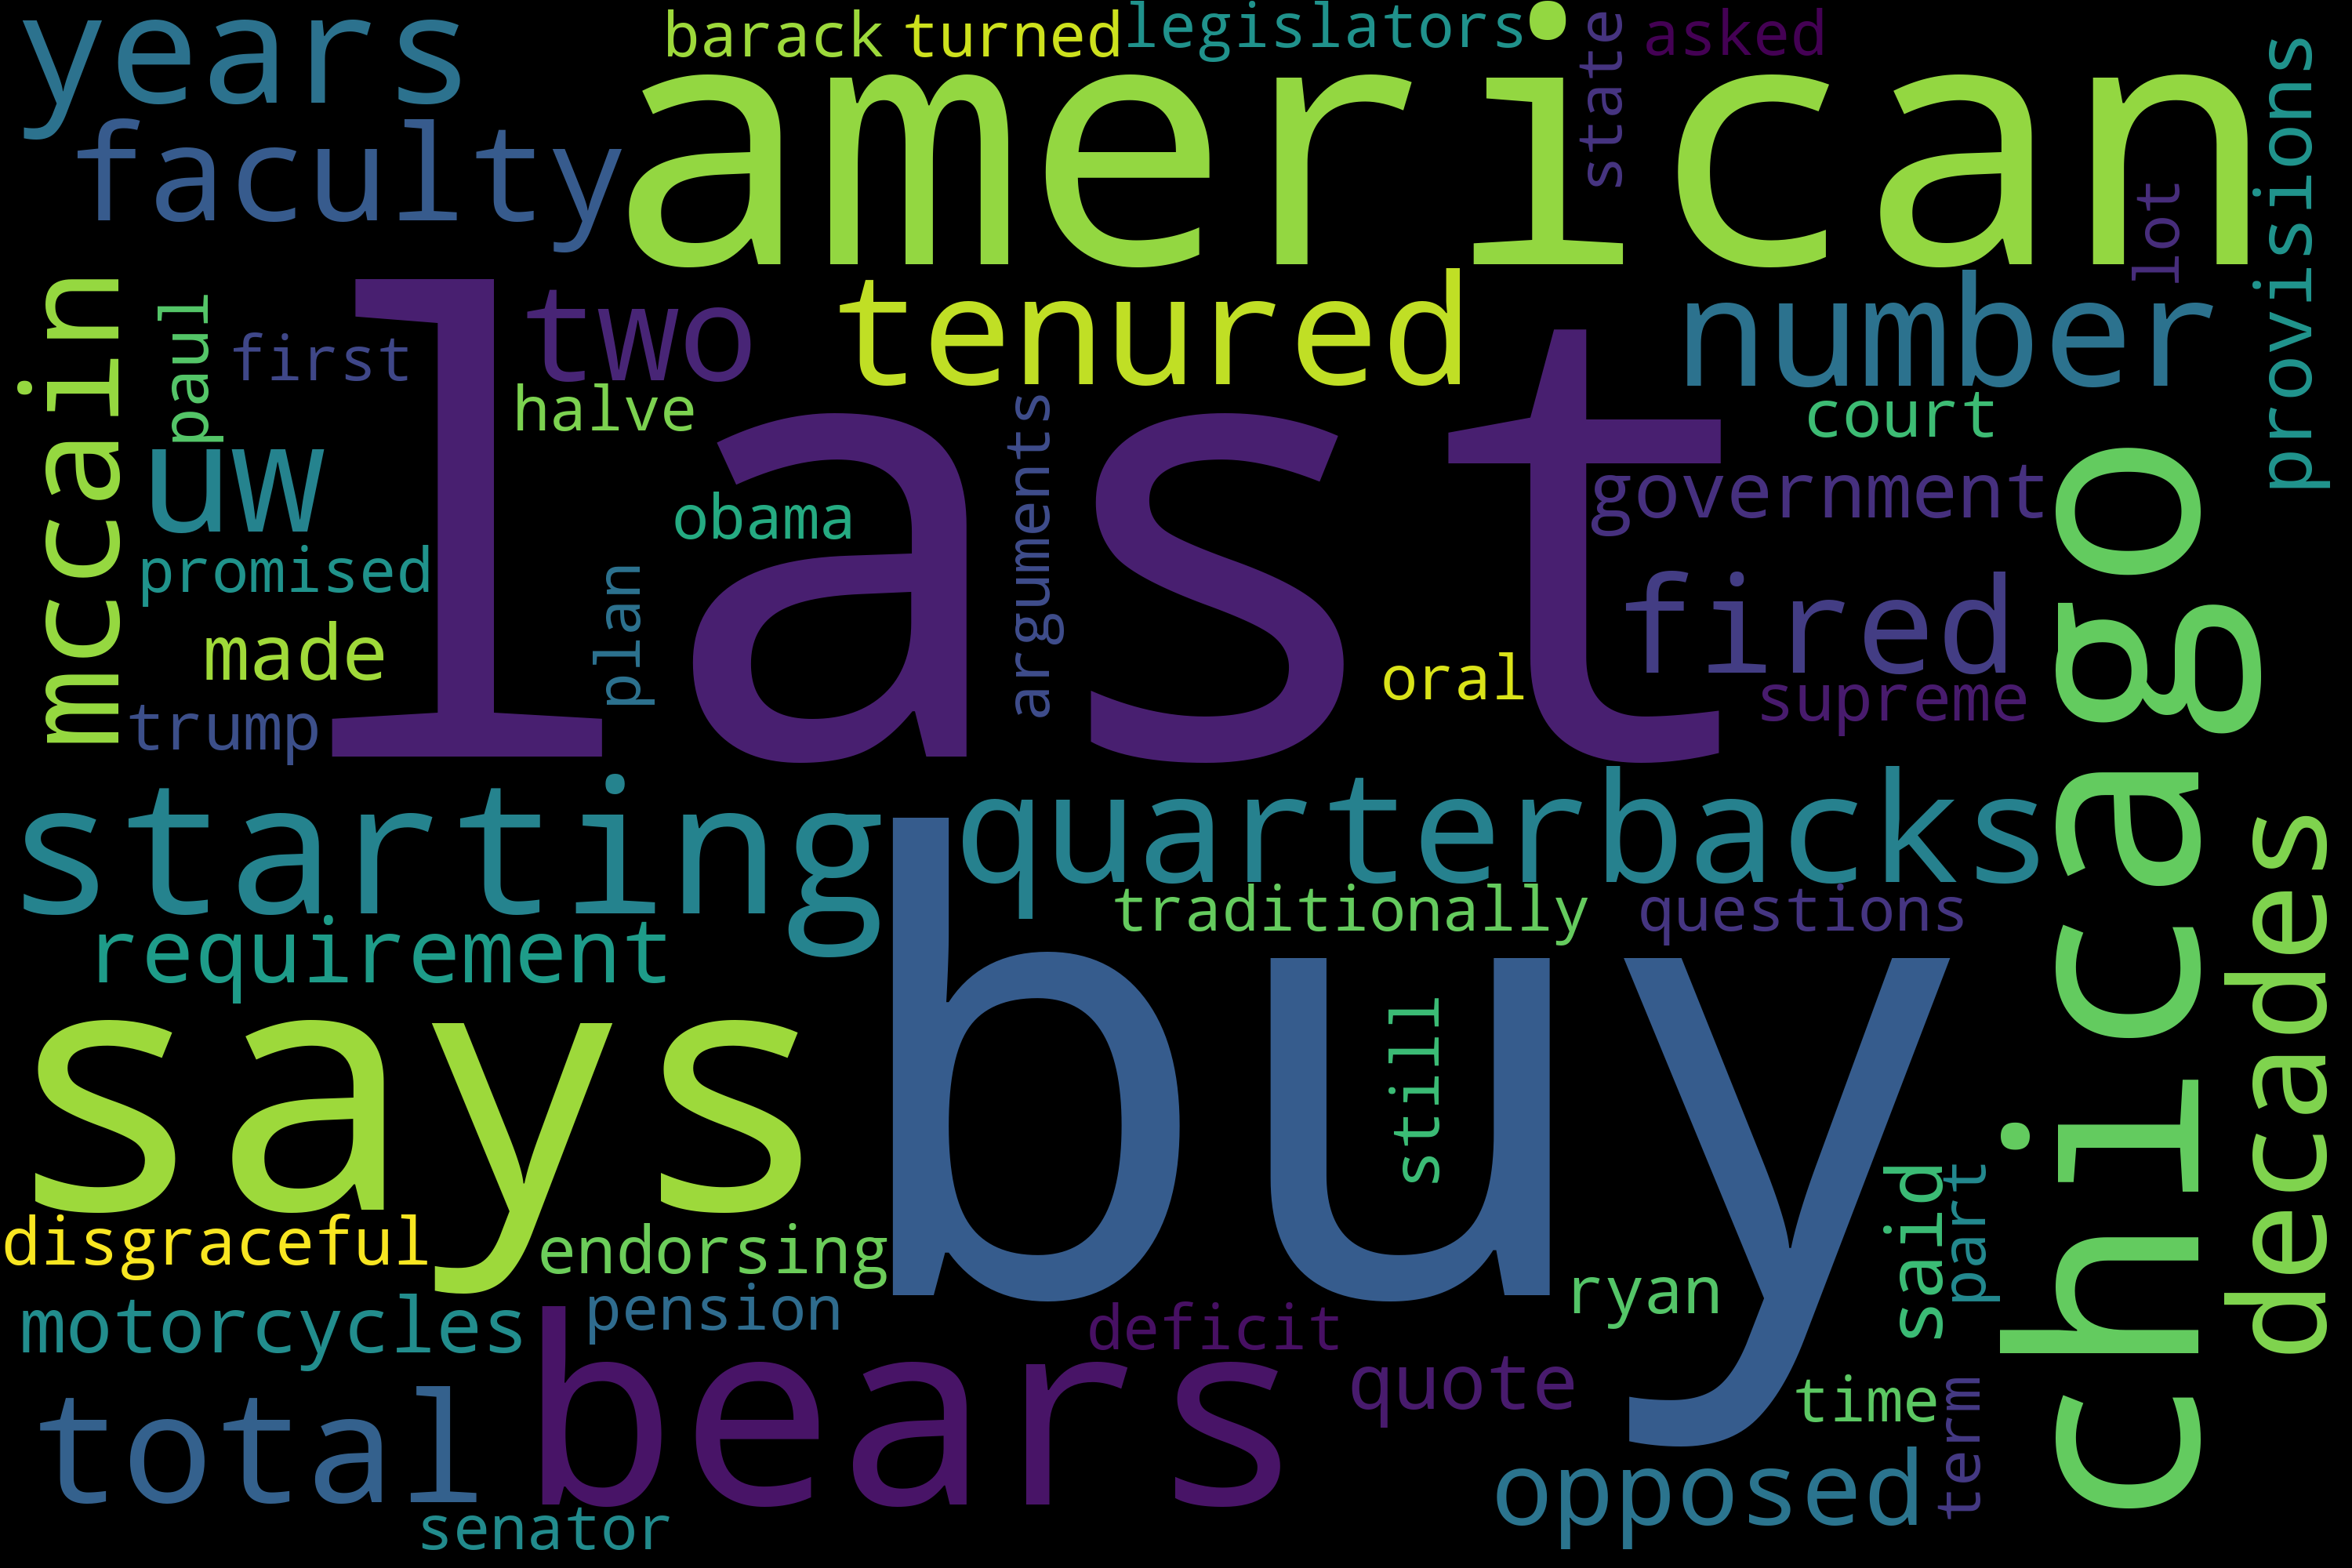 years
barack
turned
legislators
state
asked
american
provisions
faculty
lot
mccain
paul
first
two
tenured
number
halve
court
last
uw
arguments
government
obama
promised
plan
fired
made
oral
supreme
trump
chicago
starting
quarterbacks
decades
traditionally
questions
requirement
says
buy
still
disgraceful
endorsing
said
part
motorcycles
pension
deficit
ryan
bears
quote
total
time
term
opposed
senator